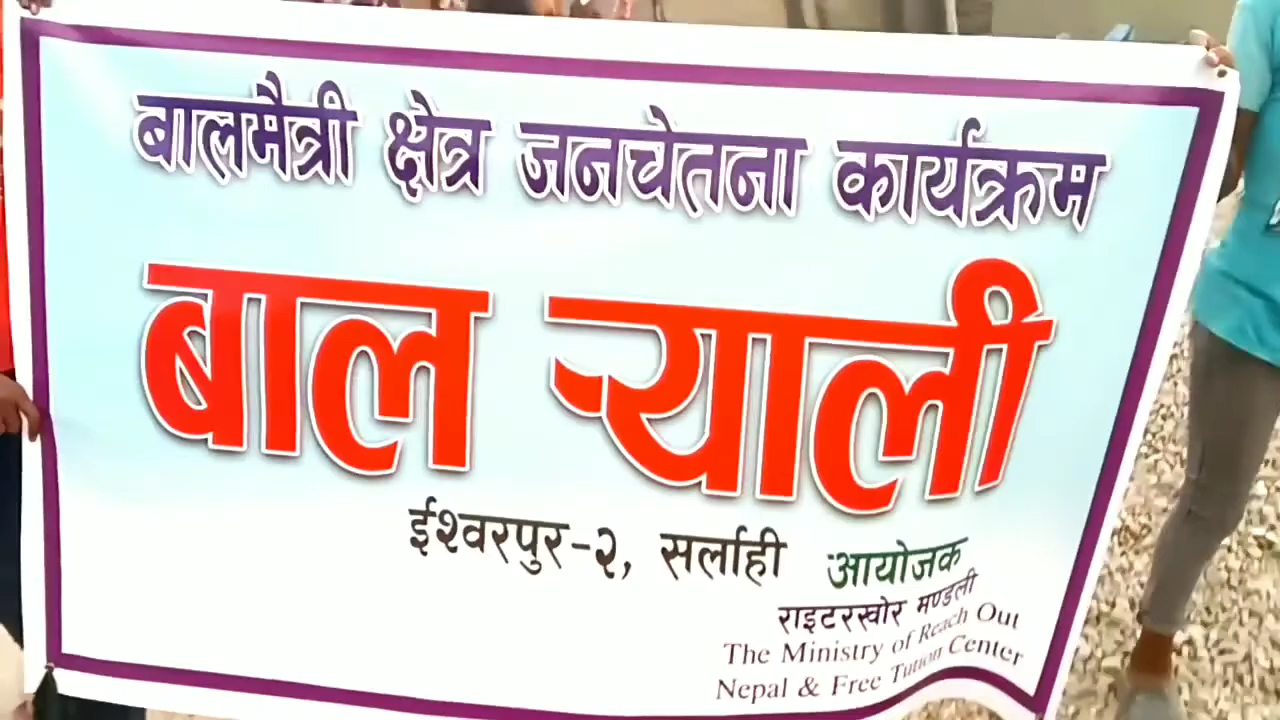 बालमैत्री क्षेत्र जनचेतना कार्यक्रम
बाल ऱ्याली
ईश्वरपुर-२, सर्लाही
आयोजक
राइटरखोर मण्डली
The Ministry of Reach Out
Nepal & Free Tution Center